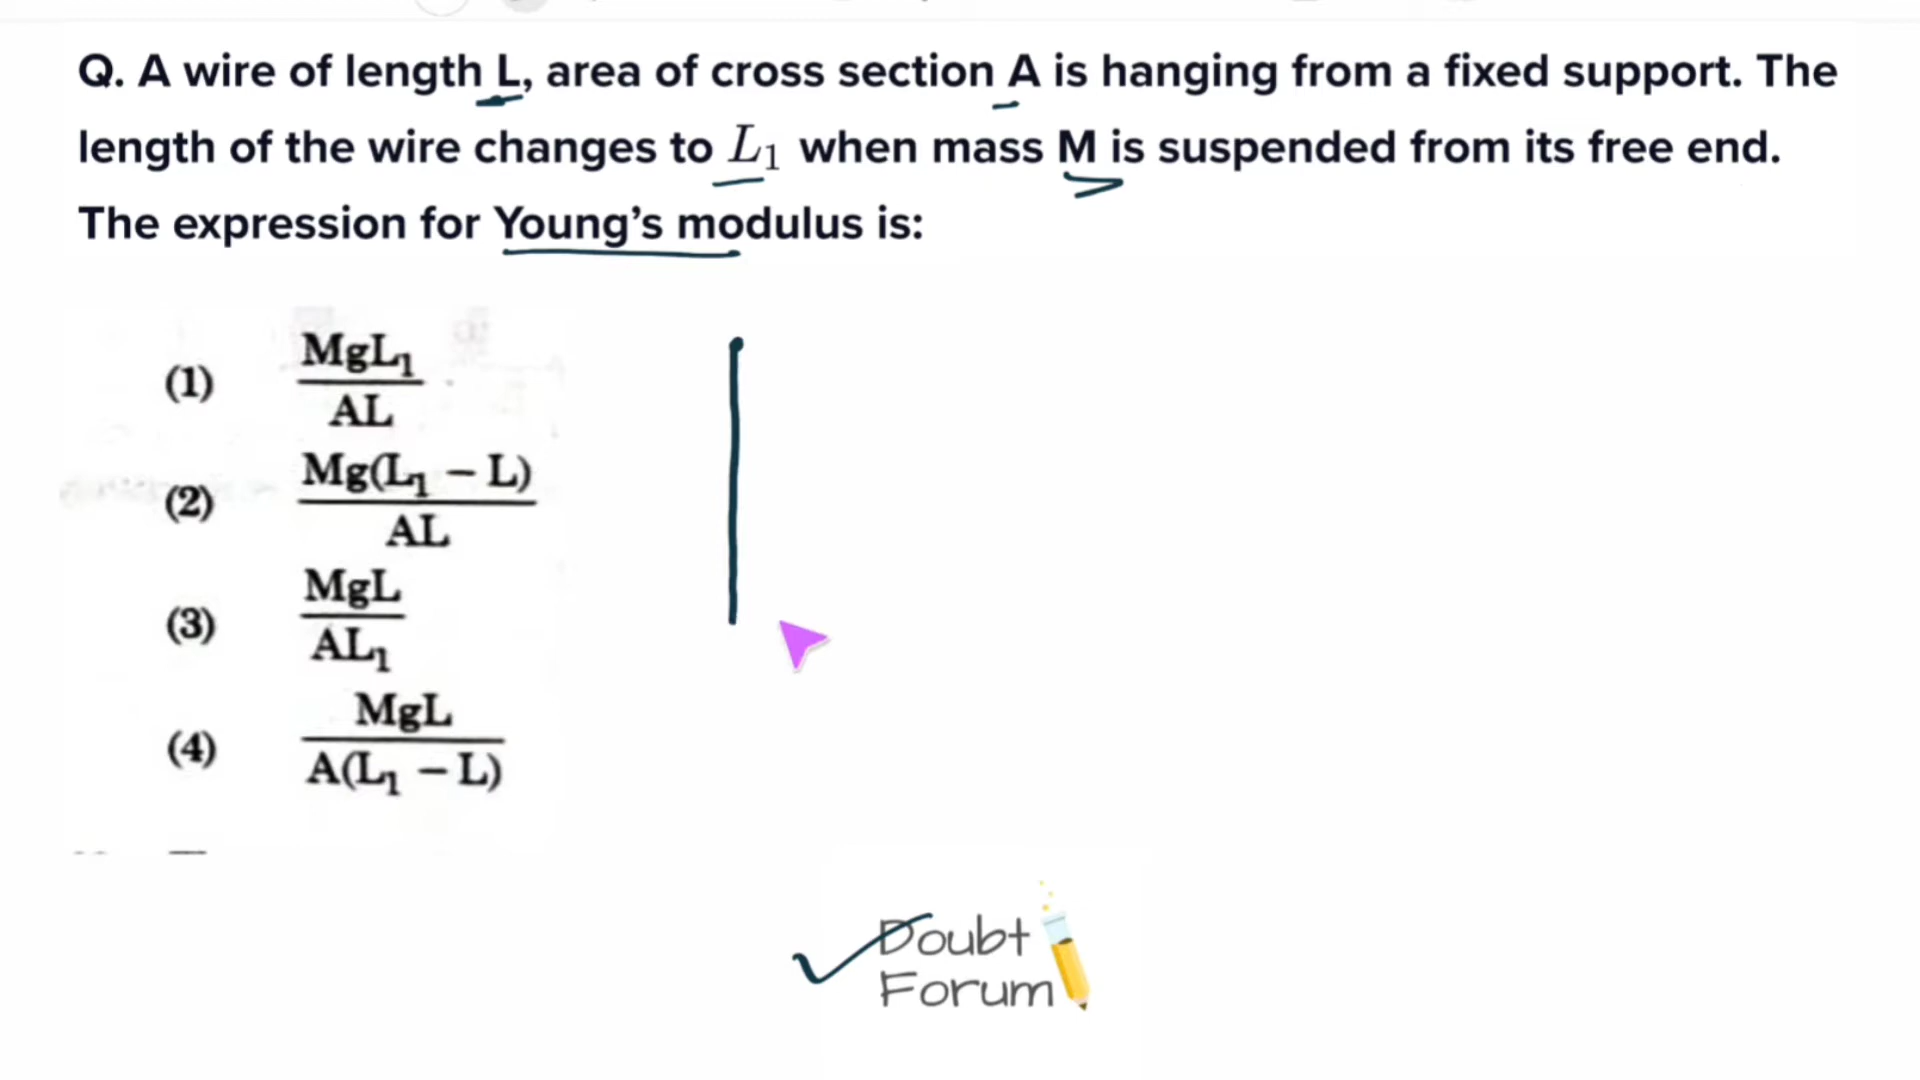 Q. A wire of length L, area of cross section A is hanging from a fixed support. The
length of the wire changes to L₁ when mass M is suspended from its free end.
The expression for Young’s modulus is:
(1) MgL₁ / AL
(2) Mg(L₁ − L) / AL
(3) MgL / AL₁
(4) MgL / A(L₁ − L)
Doubt
Forum